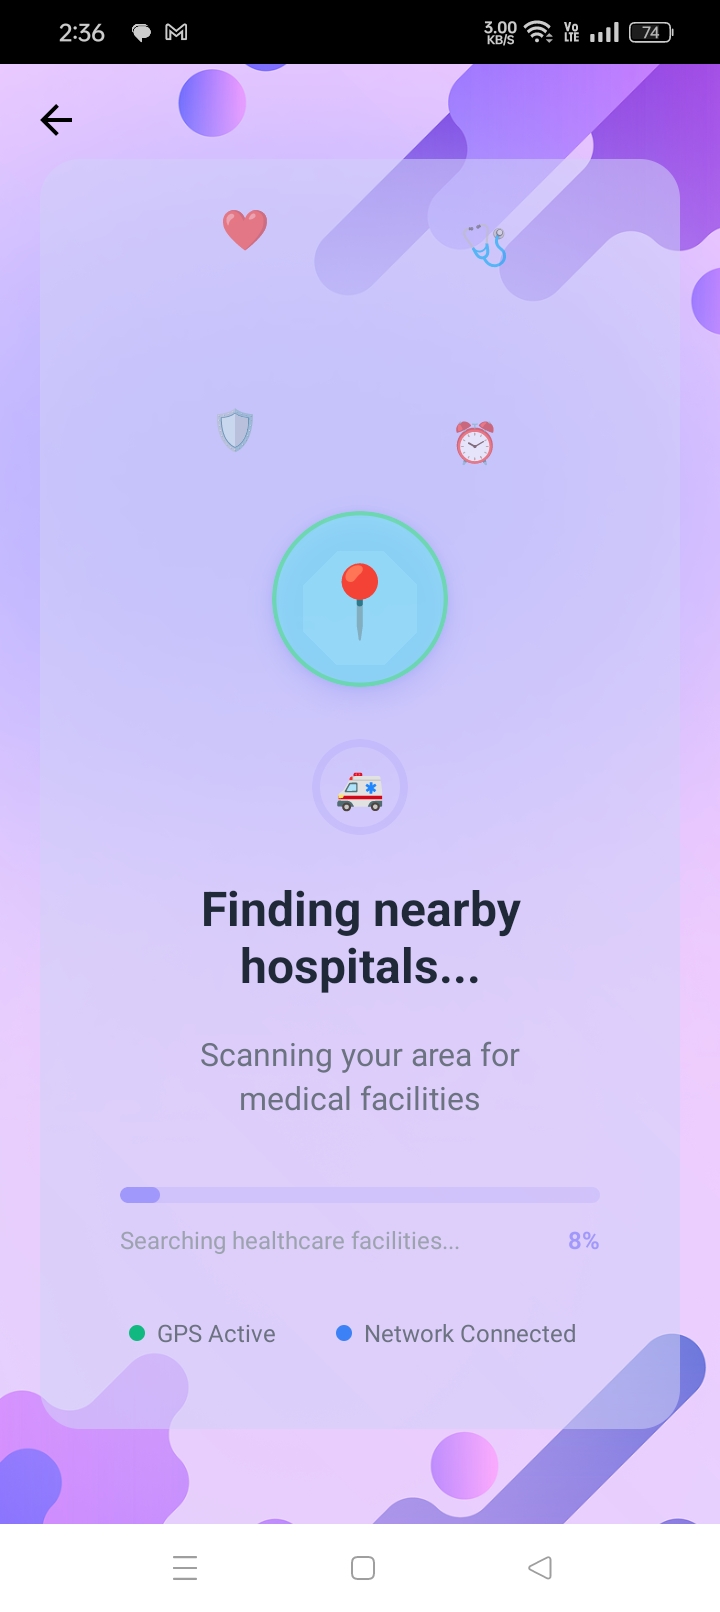 2:36
3.00
KB/S
Vo
LTE
74
Finding nearby
hospitals...
Scanning your area for
medical facilities
Searching healthcare facilities... 8%
GPS Active Network Connected